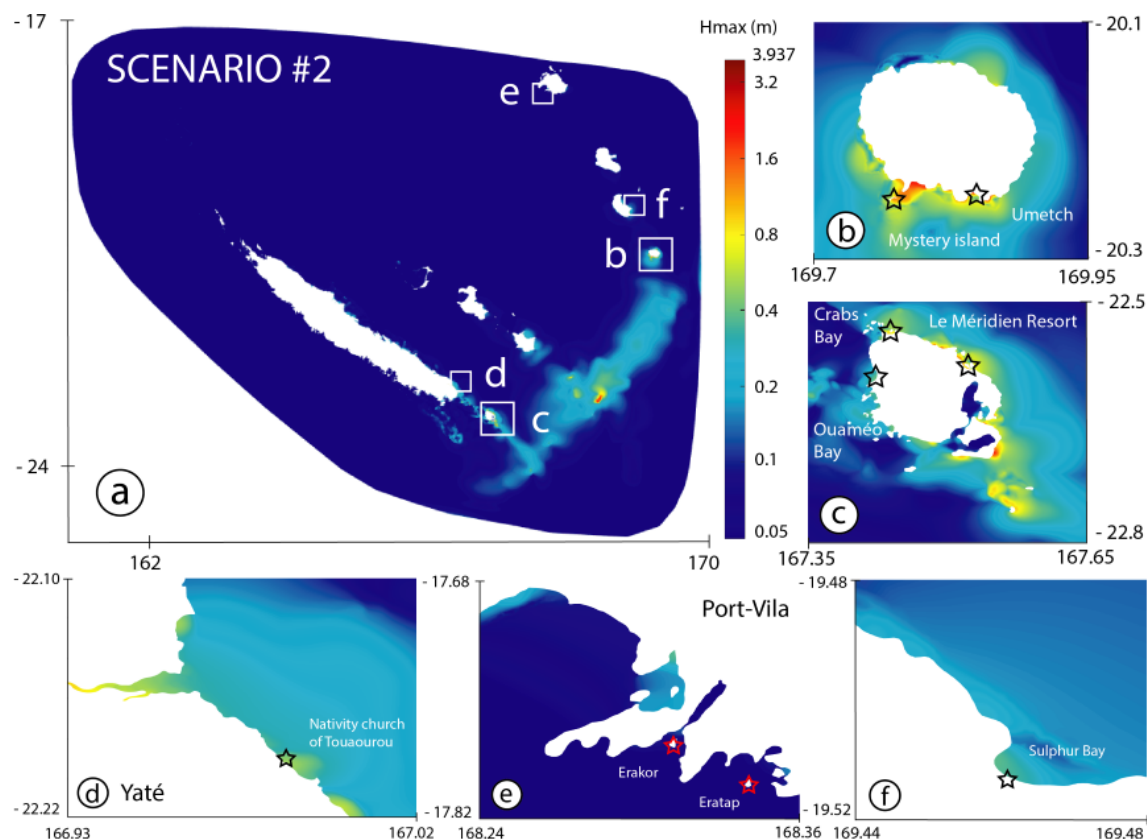 - 17
SCENARIO #2
e
f
b
d
c
- 24
a
162
170
Hmax (m)
3.937
3.2
1.6
0.8
0.4
0.2
0.1
0.05
- 20.1
Umetch
Mystery island
b
- 20.3
169.7
169.95
- 22.5
Crabs
Bay
Le Méridien Resort
Ouaméo
Bay
c
- 22.8
167.35
167.65
- 22.10
Nativity church
of Touaourou
d
Yaté
-22.22
166.93
167.02
- 17.68
Port-Vila
Erakor
Eratap
e
- 17.82
168.24
168.36
-19.48
Sulphur Bay
f
- 19.52
169.44
169.48